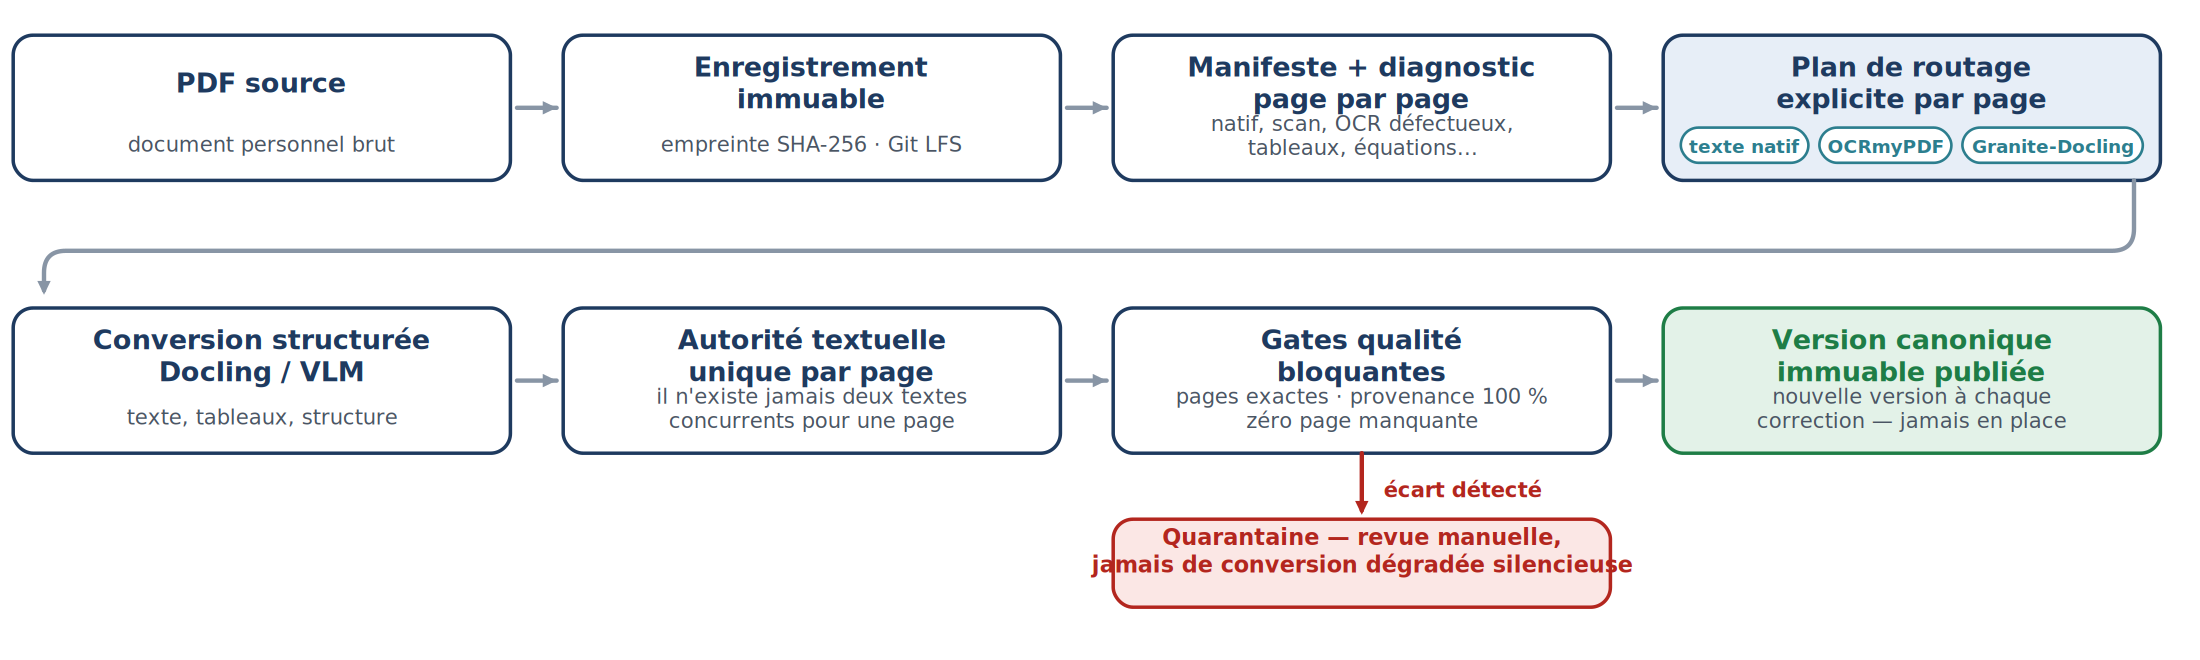 PDF source
document personnel brut
Enregistrement
immuable
empreinte SHA-256 · Git LFS
Manifeste + diagnostic
page par page
natif, scan, OCR défectueux,
tableaux, équations…
Plan de routage
explicite par page
texte natif
OCRmyPDF
Granite-Docling
Conversion structurée
Docling / VLM
texte, tableaux, structure
Autorité textuelle
unique par page
il n'existe jamais deux textes
concurrents pour une page
Gates qualité
bloquantes
pages exactes · provenance 100 %
zéro page manquante
Version canonique
immuable publiée
nouvelle version à chaque
correction — jamais en place
écart détecté
Quarantaine — revue manuelle,
jamais de conversion dégradée silencieuse